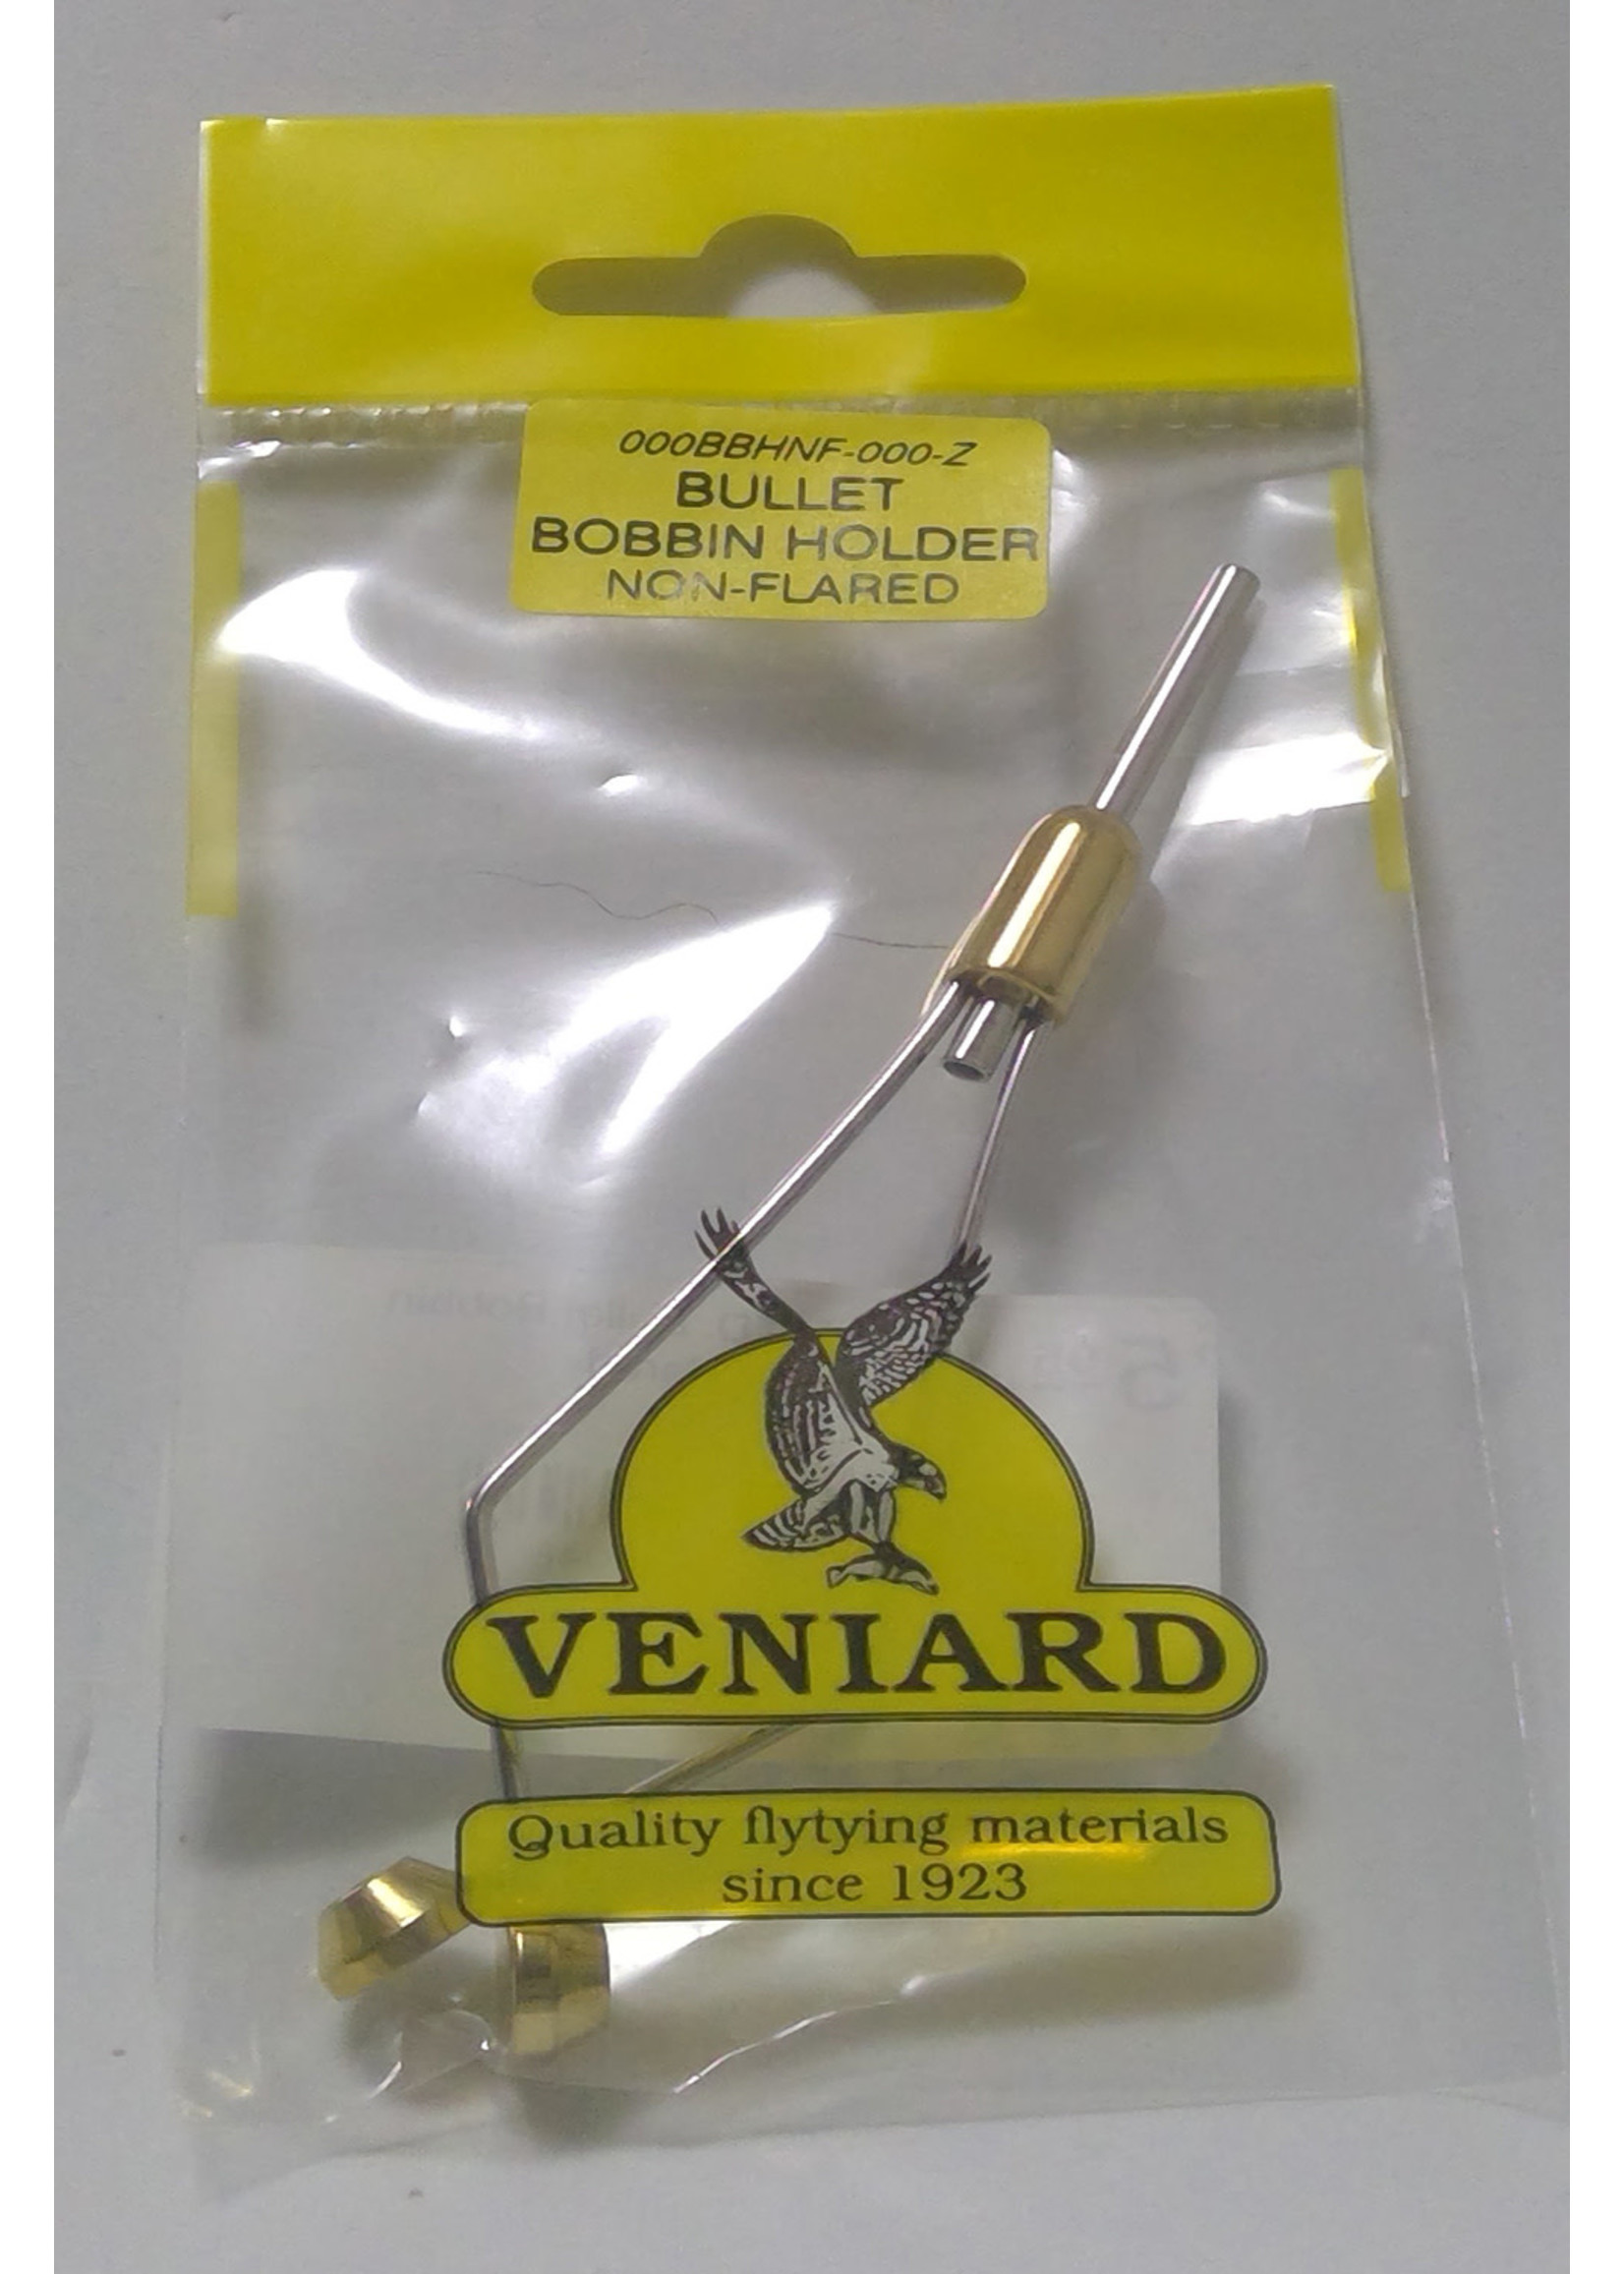 000BBHNF-000-Z
BULLET
BOBBIN HOLDER
NON-FLARED
VENIARD
Quality flytying materials
since 1923